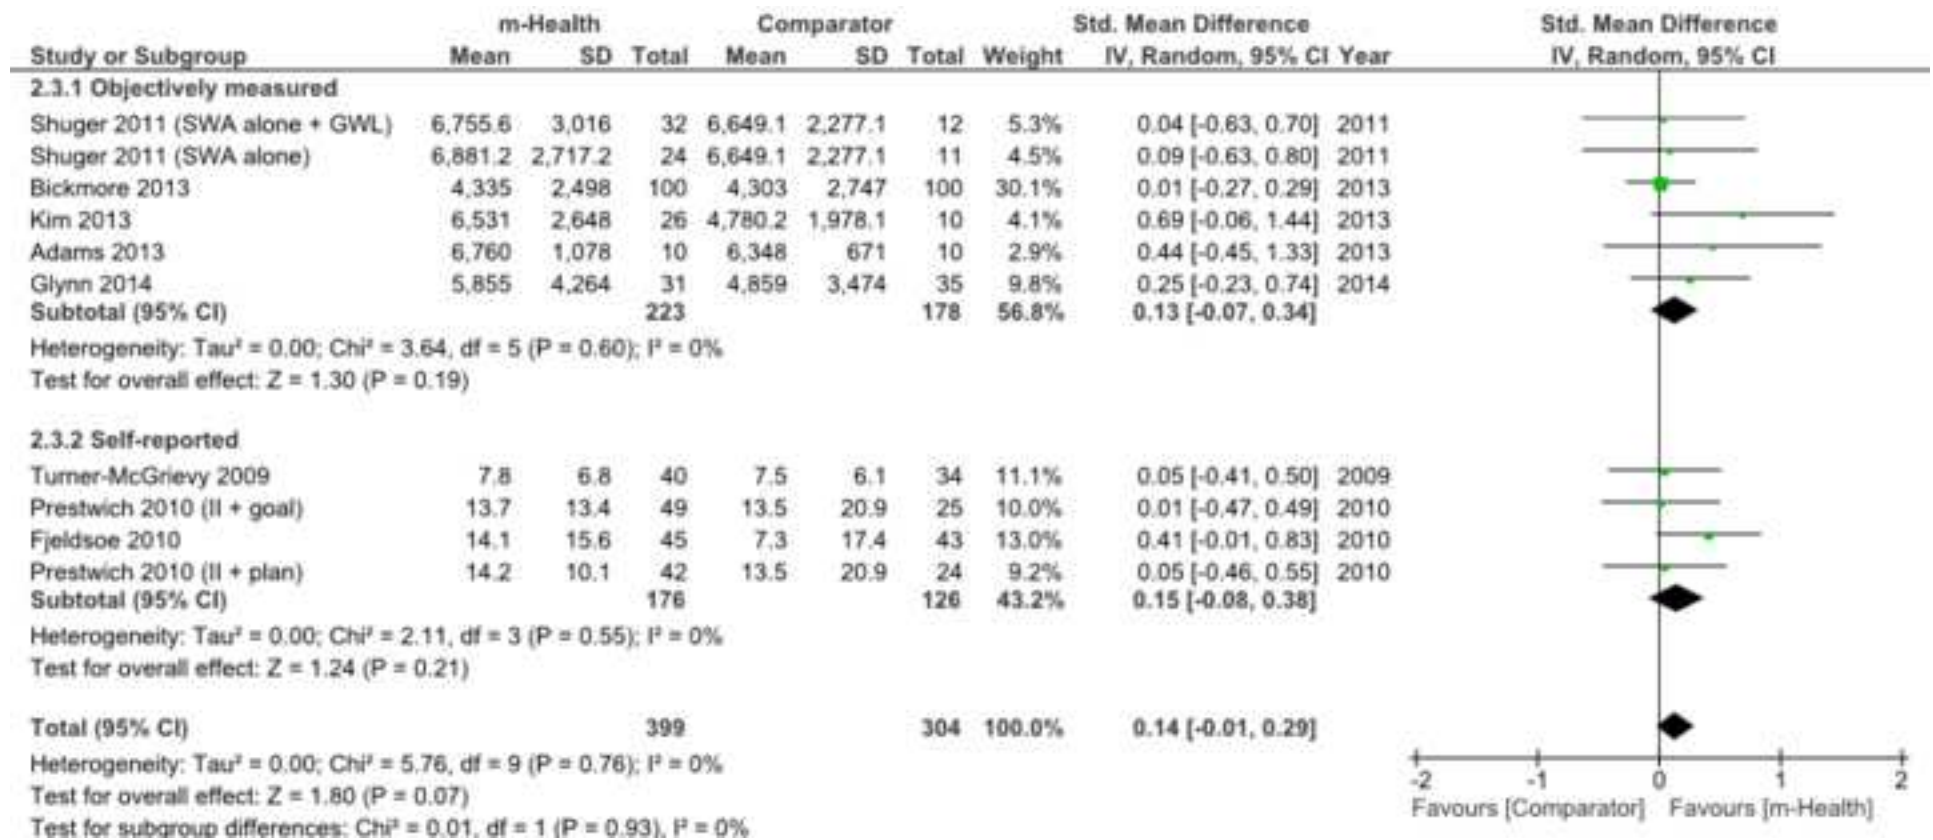 m-Health Comparator Std. Mean Difference Std. Mean Difference
Study or Subgroup Mean SD Total Mean SD Total Weight IV, Random, 95% CI Year IV, Random, 95% CI
2.3.1 Objectively measured
Shuger 2011 (SWA alone + GWL) 6,755.6 3,016 32 6,649.1 2,277.1 12 5.3% 0.04 [-0.63, 0.70] 2011
Shuger 2011 (SWA alone) 6,881.2 2,717.2 24 6,649.1 2,277.1 11 4.5% 0.09 [-0.63, 0.80] 2011
Bickmore 2013 4,335 2,498 100 4,303 2,747 100 30.1% 0.01 [-0.27, 0.29] 2013
Kim 2013 6,531 2,648 26 4,780.2 1,978.1 10 4.1% 0.69 [-0.06, 1.44] 2013
Adams 2013 6,760 1,078 10 6,348 671 10 2.9% 0.44 [-0.45, 1.33] 2013
Glynn 2014 5,855 4,264 31 4,859 3,474 35 9.8% 0.25 [-0.23, 0.74] 2014
Subtotal (95% CI) 223 178 56.8% 0.13 [-0.07, 0.34]
Heterogeneity: Tau² = 0.00; Chi² = 3.64, df = 5 (P = 0.60); I² = 0%
Test for overall effect: Z = 1.30 (P = 0.19)
2.3.2 Self-reported
Turner-McGrievy 2009 7.8 6.8 40 7.5 6.1 34 11.1% 0.05 [-0.41, 0.50] 2009
Prestwich 2010 (II + goal) 13.7 13.4 49 13.5 20.9 25 10.0% 0.01 [-0.47, 0.49] 2010
Fjeldsoe 2010 14.1 15.6 45 7.3 17.4 43 13.0% 0.41 [-0.01, 0.83] 2010
Prestwich 2010 (II + plan) 14.2 10.1 42 13.5 20.9 24 9.2% 0.05 [-0.46, 0.55] 2010
Subtotal (95% CI) 176 126 43.2% 0.15 [-0.08, 0.38]
Heterogeneity: Tau² = 0.00; Chi² = 2.11, df = 3 (P = 0.55); I² = 0%
Test for overall effect: Z = 1.24 (P = 0.21)
Total (95% CI) 399 304 100.0% 0.14 [-0.01, 0.29]
Heterogeneity: Tau² = 0.00; Chi² = 5.76, df = 9 (P = 0.76); I² = 0%
Test for overall effect: Z = 1.80 (P = 0.07)
Test for subgroup differences: Chi² = 0.01, df = 1 (P = 0.93), I² = 0%
-2 -1 0 1 2
Favours [Comparator] Favours [m-Health]